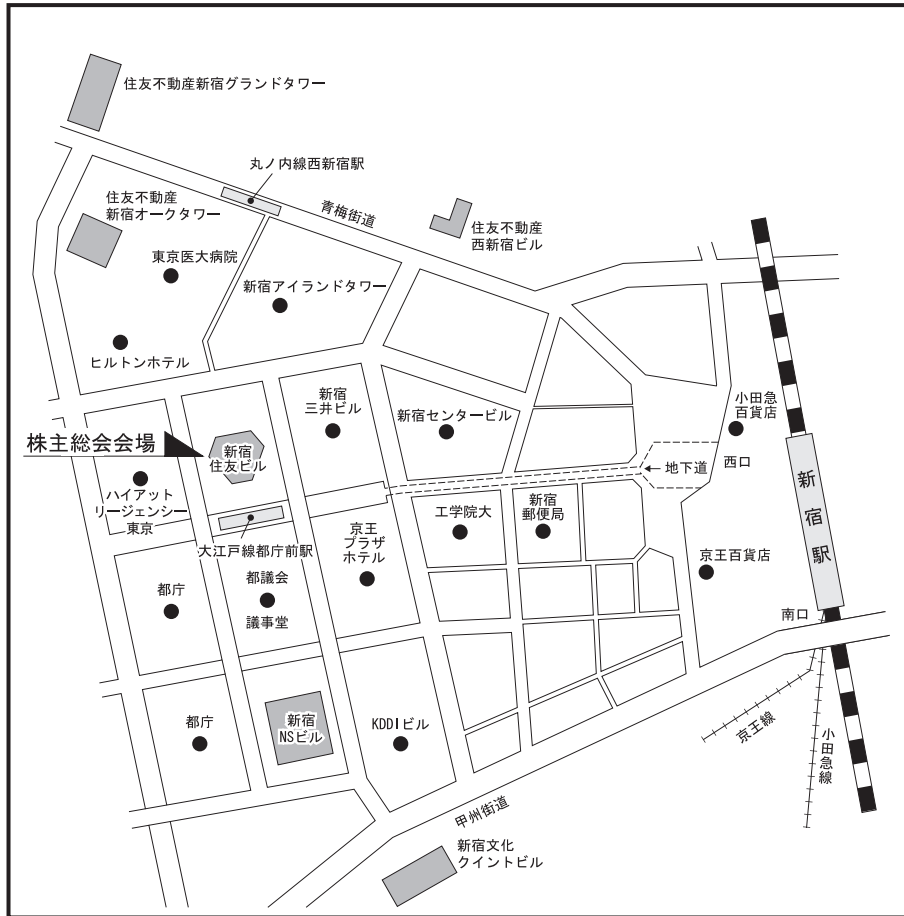 住友不動産新宿グランドタワー
丸ノ内線西新宿駅
青梅街道
住友不動産
新宿オークタワー
住友不動産
西新宿ビル
東京医大病院
新宿アイランドタワー
ヒルトンホテル
新宿
三井ビル
新宿センタービル
小田急
百貨店
株主総会会場
新宿
住友ビル
地下道
西口
ハイアット
リージェンシー
東京
新宿駅
工学院大
新宿
郵便局
大江戸線都庁前駅
京王
プラザ
ホテル
京王百貨店
都庁
都議会
議事堂
南口
都庁
新宿
NSビル
KDDIビル
京王線
小田急線
甲州街道
新宿文化
クイントビル